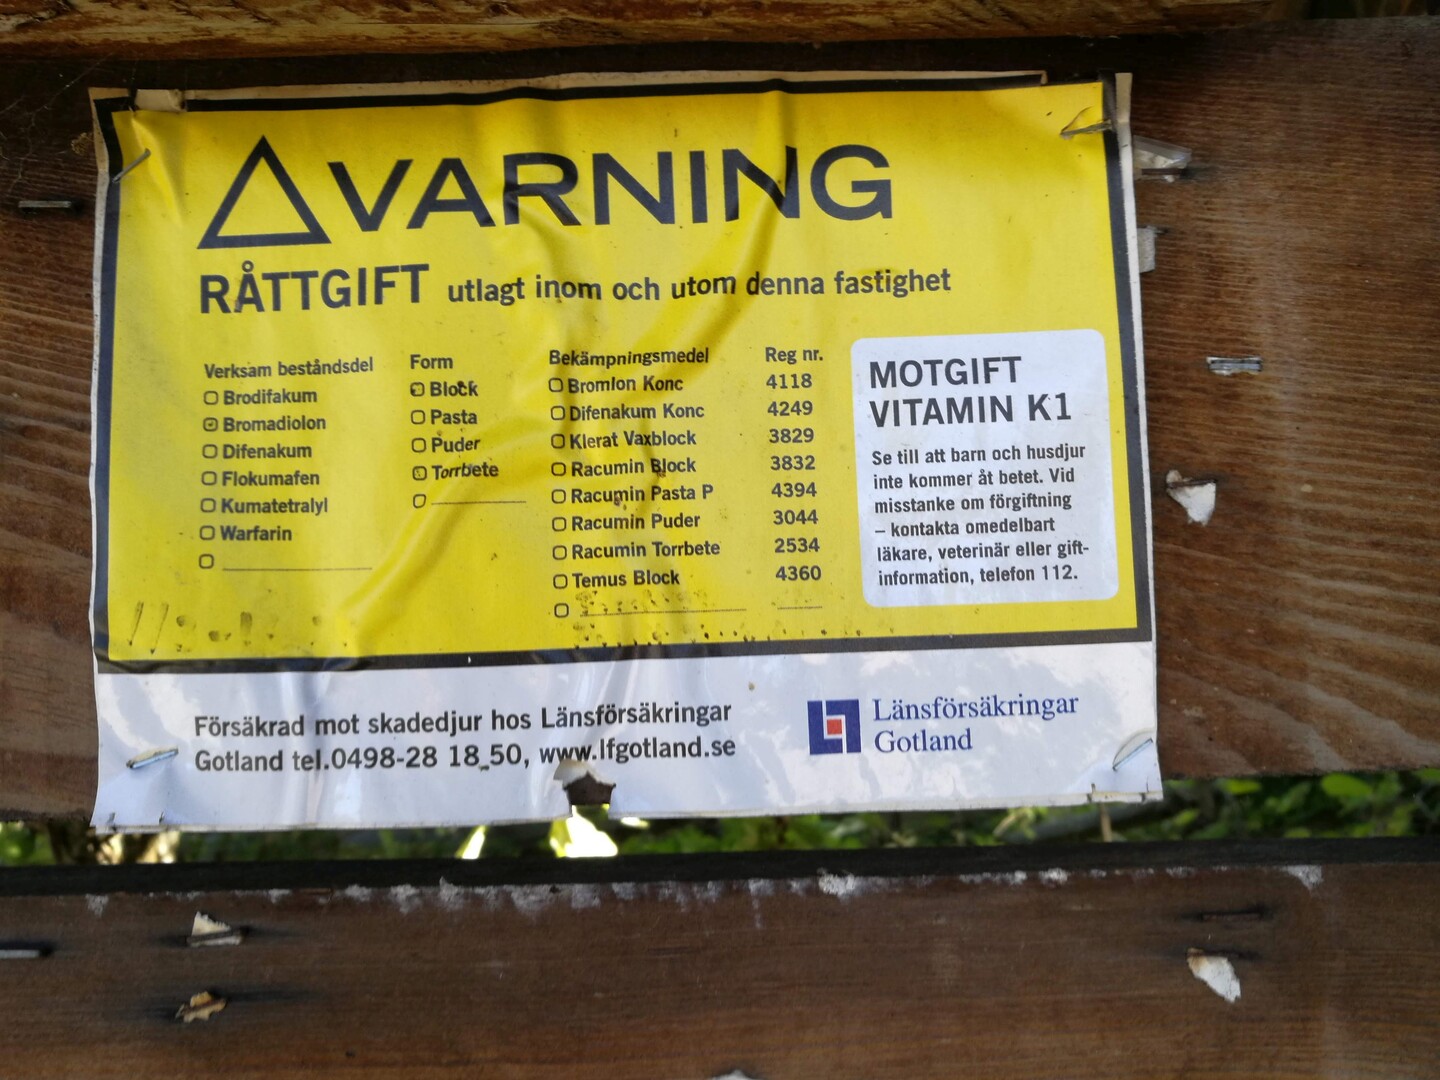 VARNING
RÅTTGIFT utlagt inom och utom denna fastighet
Verksam beståndsdel
Brodifakum
Bromadiolon
Difenakum
Flokumafen
Kumatetralyl
Warfarin
Form
Block
Pasta
Puder
Torrbete
Bekämpningsmedel Reg nr.
Bromlon Konc 4118
Difenakum Konc 4249
Klerat Vaxblock 3829
Racumin Block 3832
Racumin Pasta P 4394
Racumin Puder 3044
Racumin Torrbete 2534
Temus Block 4360
MOTGIFT
VITAMIN K1
Se till att barn och husdjur
inte kommer åt betet. Vid
misstanke om förgiftning
– kontakta omedelbart
läkare, veterinär eller gift-
information, telefon 112.
Försäkrad mot skadedjur hos Länsförsäkringar
Gotland tel.0498-28 18 50, www.lfgotland.se
Länsförsäkringar
Gotland